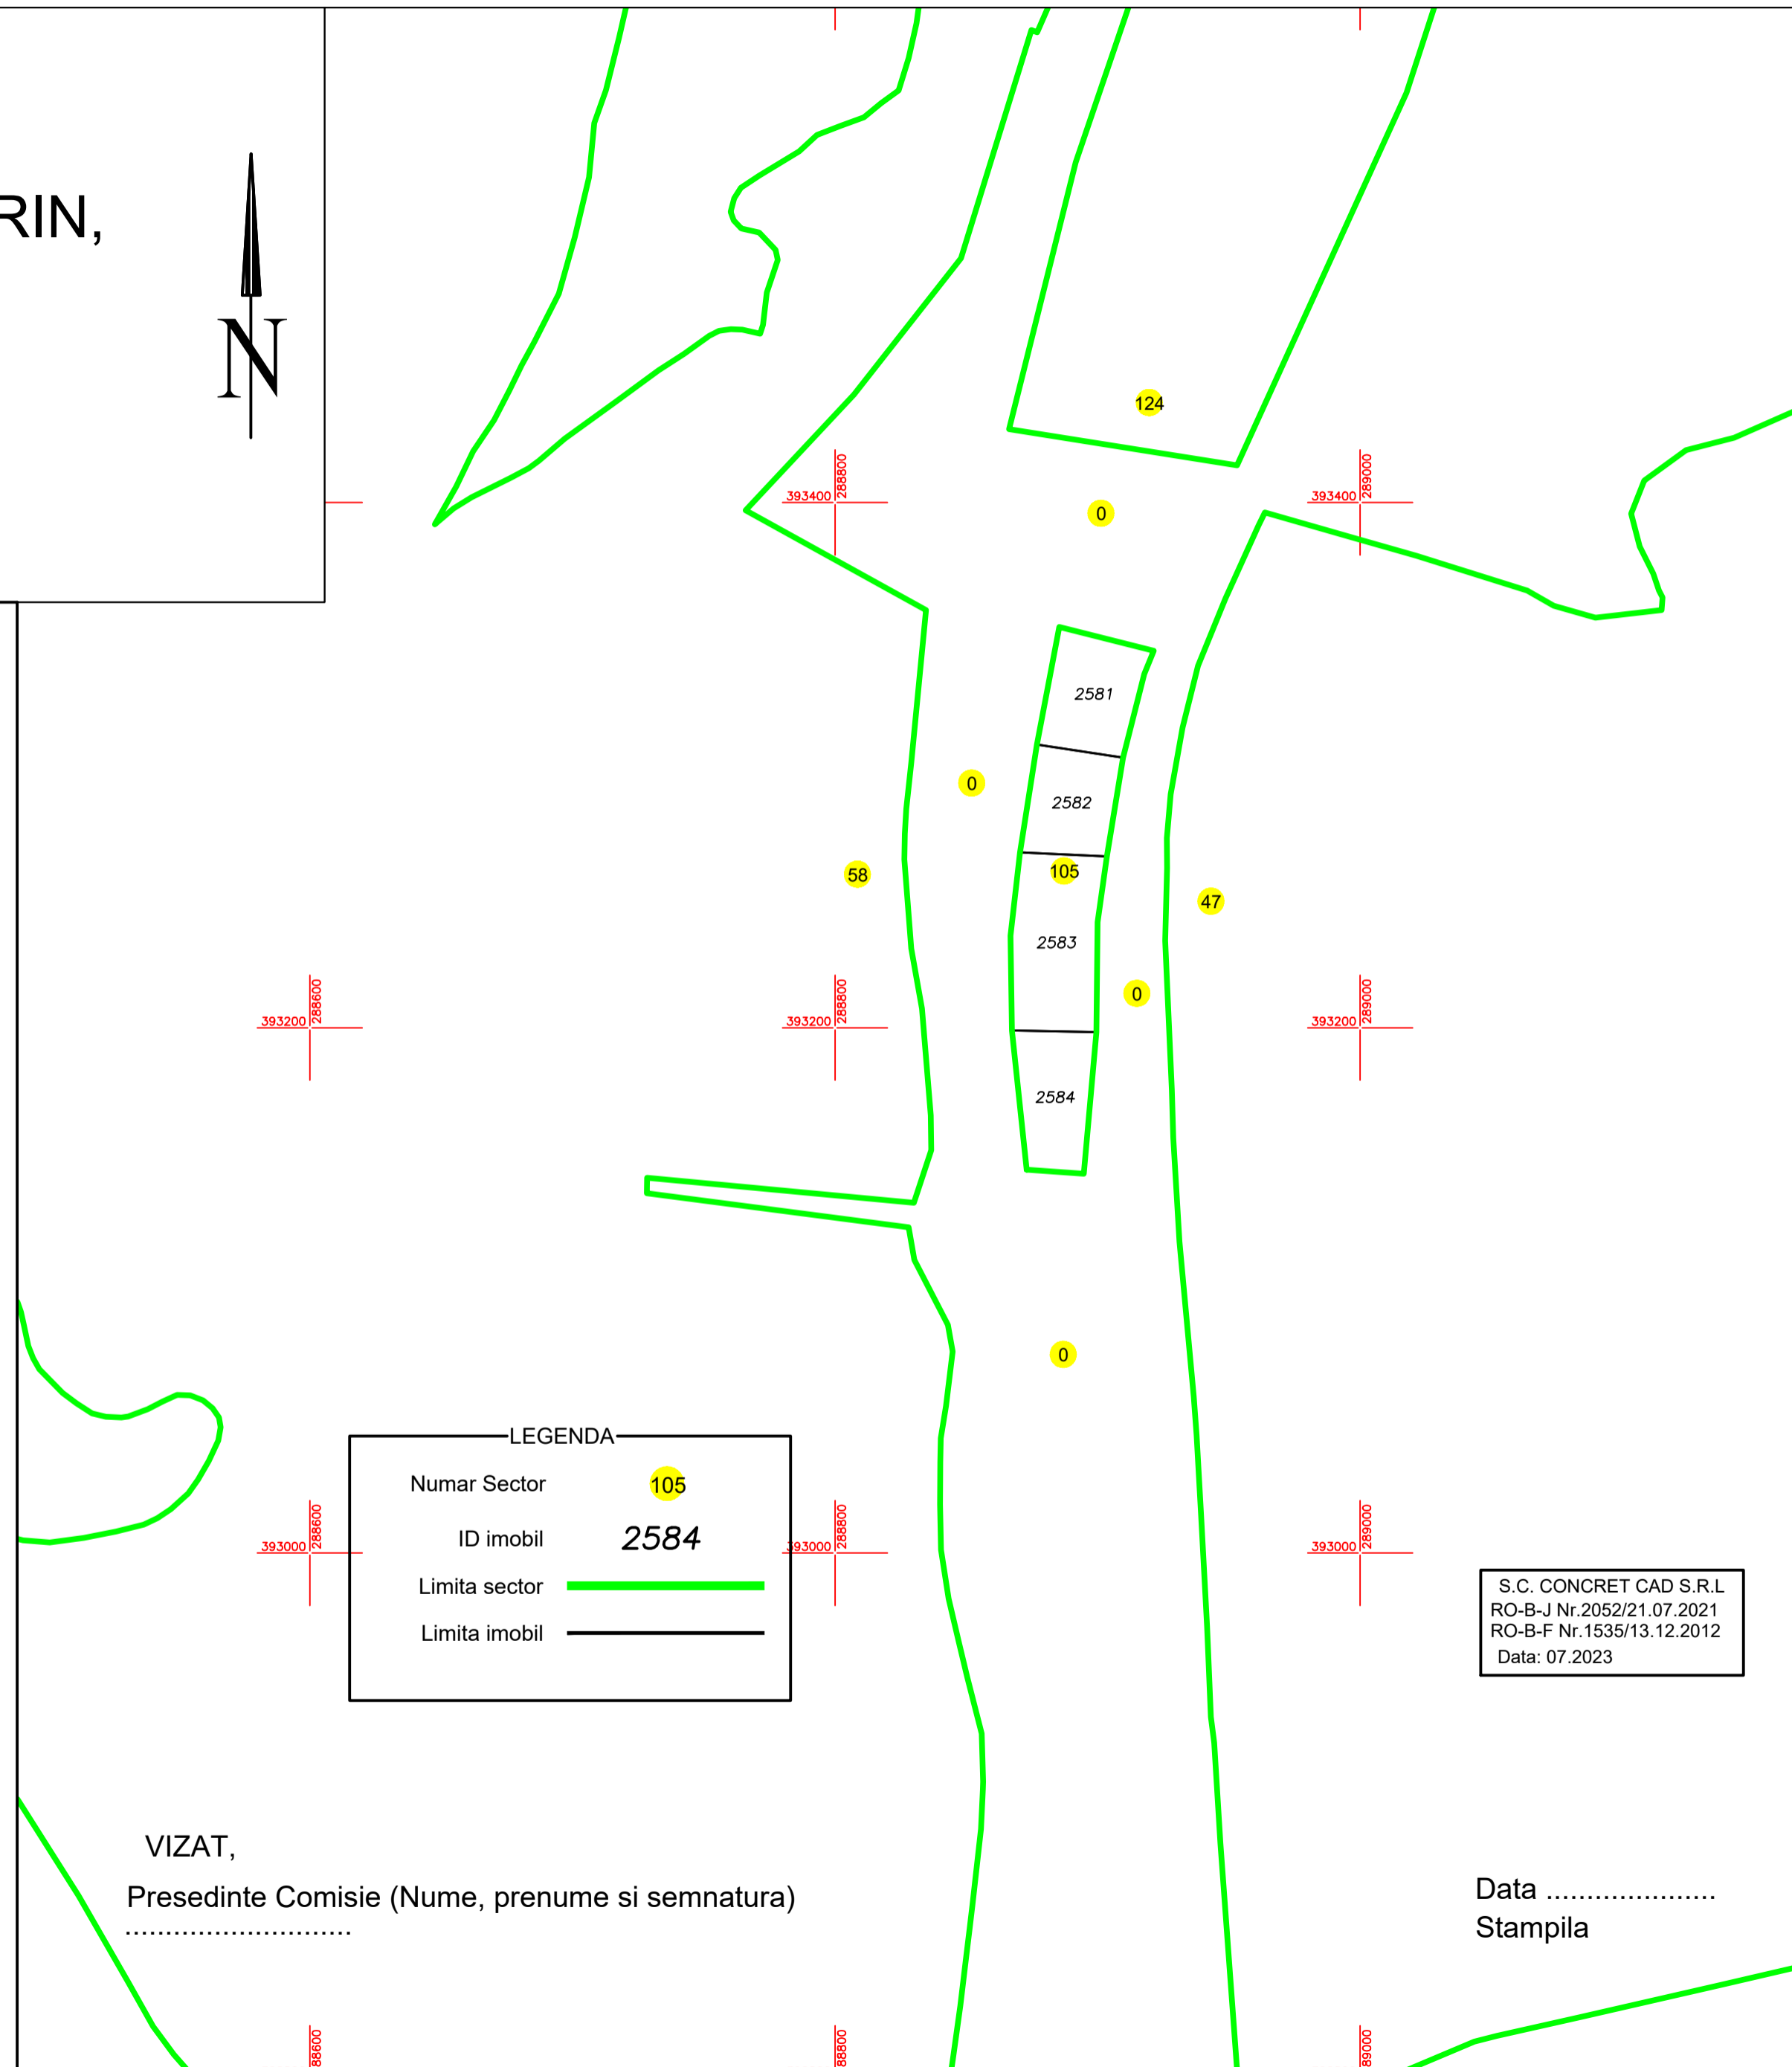 RIN,
N
124
393400
288800
0
393400
289000
2581
0
2582
58
105
47
2583
0
393200
288600
393200
288800
393200
289000
2584
0
LEGENDA
Numar Sector 105
ID imobil 2584
Limita sector
Limita imobil
393000
288600
393000
288800
393000
289000
S.C. CONCRET CAD S.R.L
RO-B-J Nr.2052/21.07.2021
RO-B-F Nr.1535/13.12.2012
Data: 07.2023
VIZAT,
Presedinte Comisie (Nume, prenume si semnatura)
............................
Data .....................
Stampila
88600
88800
89000